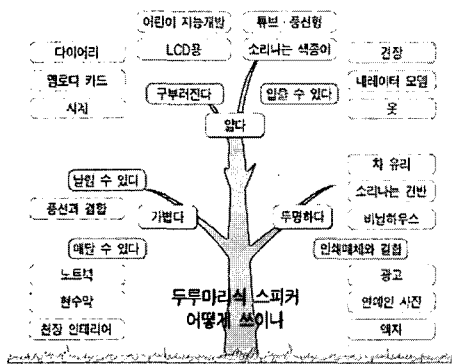 어린이 지능개발
튜브·풍선형
다이어리
LCD용
소리나는 색종이
건장
멜로디 카드
구부러진다
입을 수 있다
내레이터 모델
서적
얇다
옷
차 유리
날릴 수 있다
소리나는 건반
풍선과 결합
가볍다
투명하다
비닐하우스
매달 수 있다
인쇄매체와 결합
노트북
광고
현수막
두루마리식 스피커
연예인 사진
천장 인테리어
어떻게 쓰이나
액자